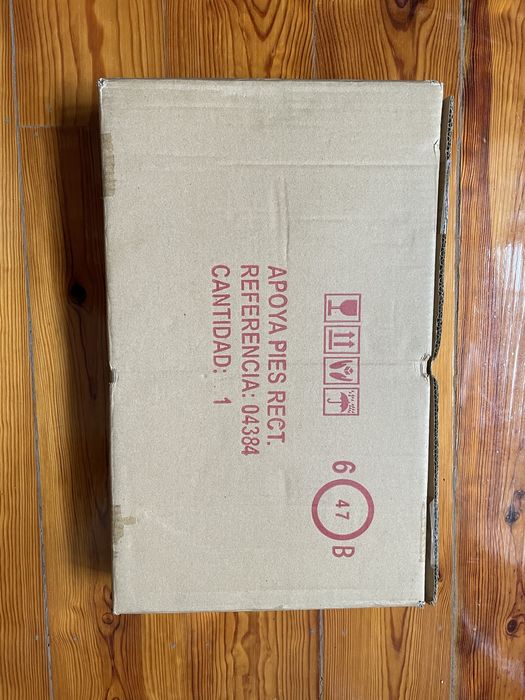 6 47 B
APOYA PIES RECT.
REFERENCIA: 04384
CANTIDAD: 1